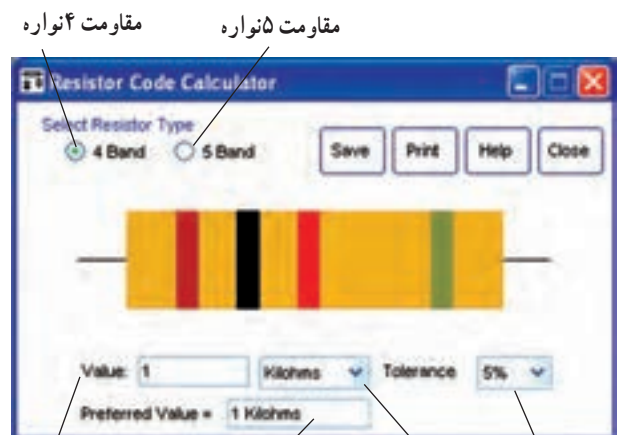 مقاومت ۴نواره مقاومت ۵نواره
Resistor Code Calculator
Select Resistor Type
4 Band 5 Band Save Print Help Close
Value: 1 Kilohms Tolerance 5%
Preferred Value = 1 Kilohms